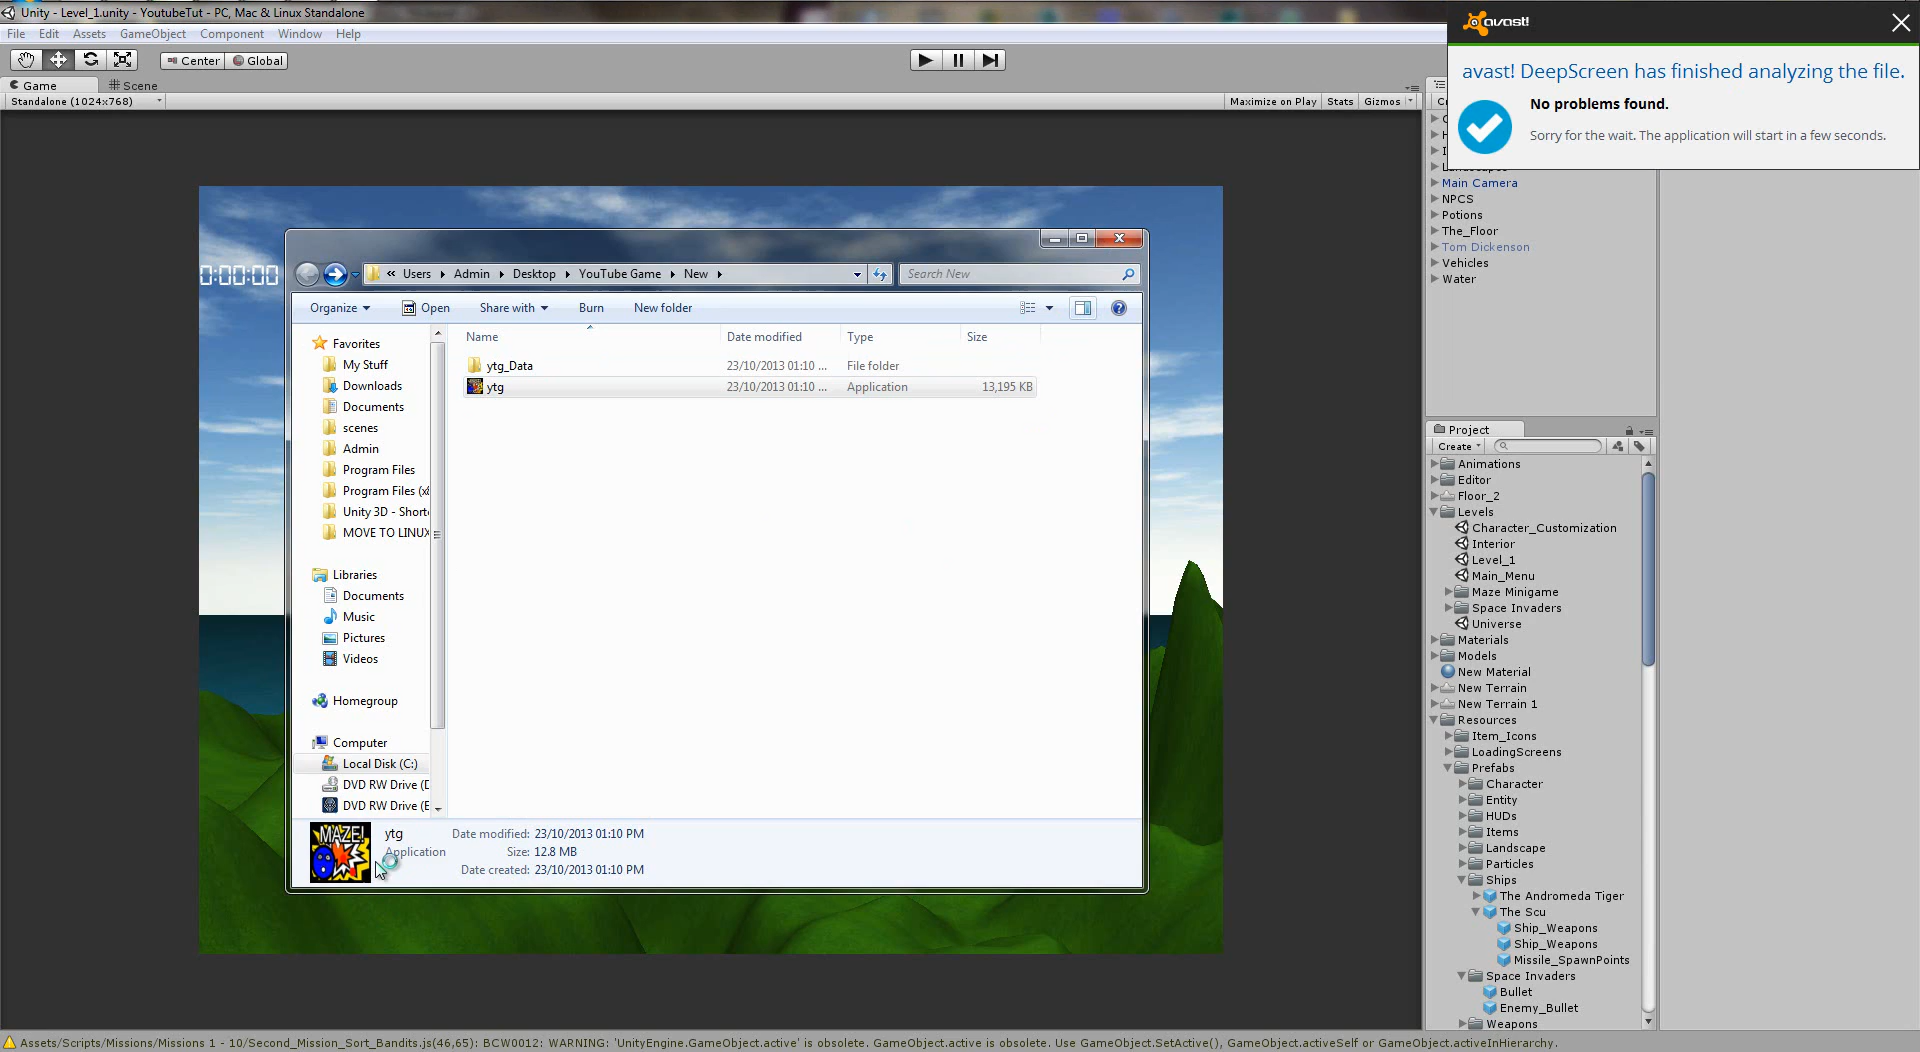 Unity - Level_1.unity - YoutubeTut - PC, Mac & Linux Standalone
File Edit Assets GameObject Component Window Help
Center Global
Game Scene
Standalone (1024x768) Maximize on Play Stats Gizmos
avast!
avast! DeepScreen has finished analyzing the file.
No problems found.
Sorry for the wait. The application will start in a few seconds.
Main Camera
NPCS
Potions
The_Floor
Tom Dickenson
Vehicles
Water
0:00:00
« Users Admin Desktop YouTube Game New
Search New
Organize Open Share with Burn New folder
Name Date modified Type Size
ytg_Data 23/10/2013 01:10 ... File folder
ytg 23/10/2013 01:10 ... Application 13,195 KB
Favorites
My Stuff
Downloads
Documents
scenes
Admin
Program Files
Program Files (x
Unity 3D - Short
MOVE TO LINUX
Libraries
Documents
Music
Pictures
Videos
Homegroup
Computer
Local Disk (C:)
DVD RW Drive (
DVD RW Drive (
MAZE!
ytg
Application
Date modified: 23/10/2013 01:10 PM
Size: 12.8 MB
Date created: 23/10/2013 01:10 PM
Project
Create
Animations
Editor
Floor_2
Levels
Character_Customization
Interior
Level_1
Main_Menu
Maze Minigame
Space Invaders
Universe
Materials
Models
New Material
New Terrain
New Terrain 1
Resources
Item_Icons
LoadingScreens
Prefabs
Character
Entity
HUDs
Items
Landscape
Particles
Ships
The Andromeda Tiger
The Scu
Ship_Weapons
Ship_Weapons
Missile_SpawnPoints
Space Invaders
Bullet
Enemy_Bullet
Weapons
Assets/Scripts/Missions/Missions 1 - 10/Second_Mission_Sort_Bandits.js(46,65): BCW0012: WARNING: 'UnityEngine.GameObject.active' is obsolete. GameObject.active is obsolete. Use GameObject.SetActive(), GameObject.activeSelf or GameObject.activeInHierarchy.